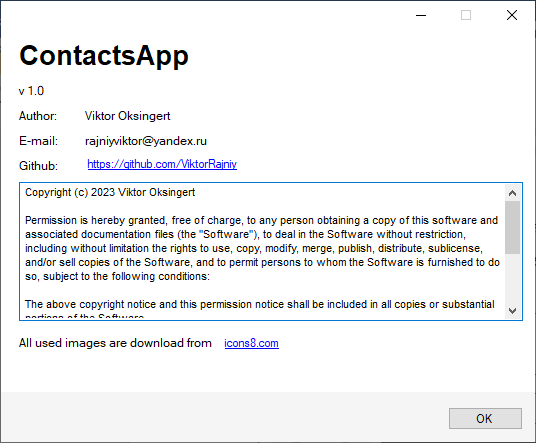 ContactsApp
v 1.0
Author: Viktor Oksingert
E-mail: rajniyviktor@yandex.ru
Github: https://github.com/ViktorRajniy
Copyright (c) 2023 Viktor Oksingert
Permission is hereby granted, free of charge, to any person obtaining a copy of this software and
associated documentation files (the "Software"), to deal in the Software without restriction,
including without limitation the rights to use, copy, modify, merge, publish, distribute, sublicense,
and/or sell copies of the Software, and to permit persons to whom the Software is furnished to do
so, subject to the following conditions:
The above copyright notice and this permission notice shall be included in all copies or substantial
portions of the Software.
All used images are download from icons8.com
OK